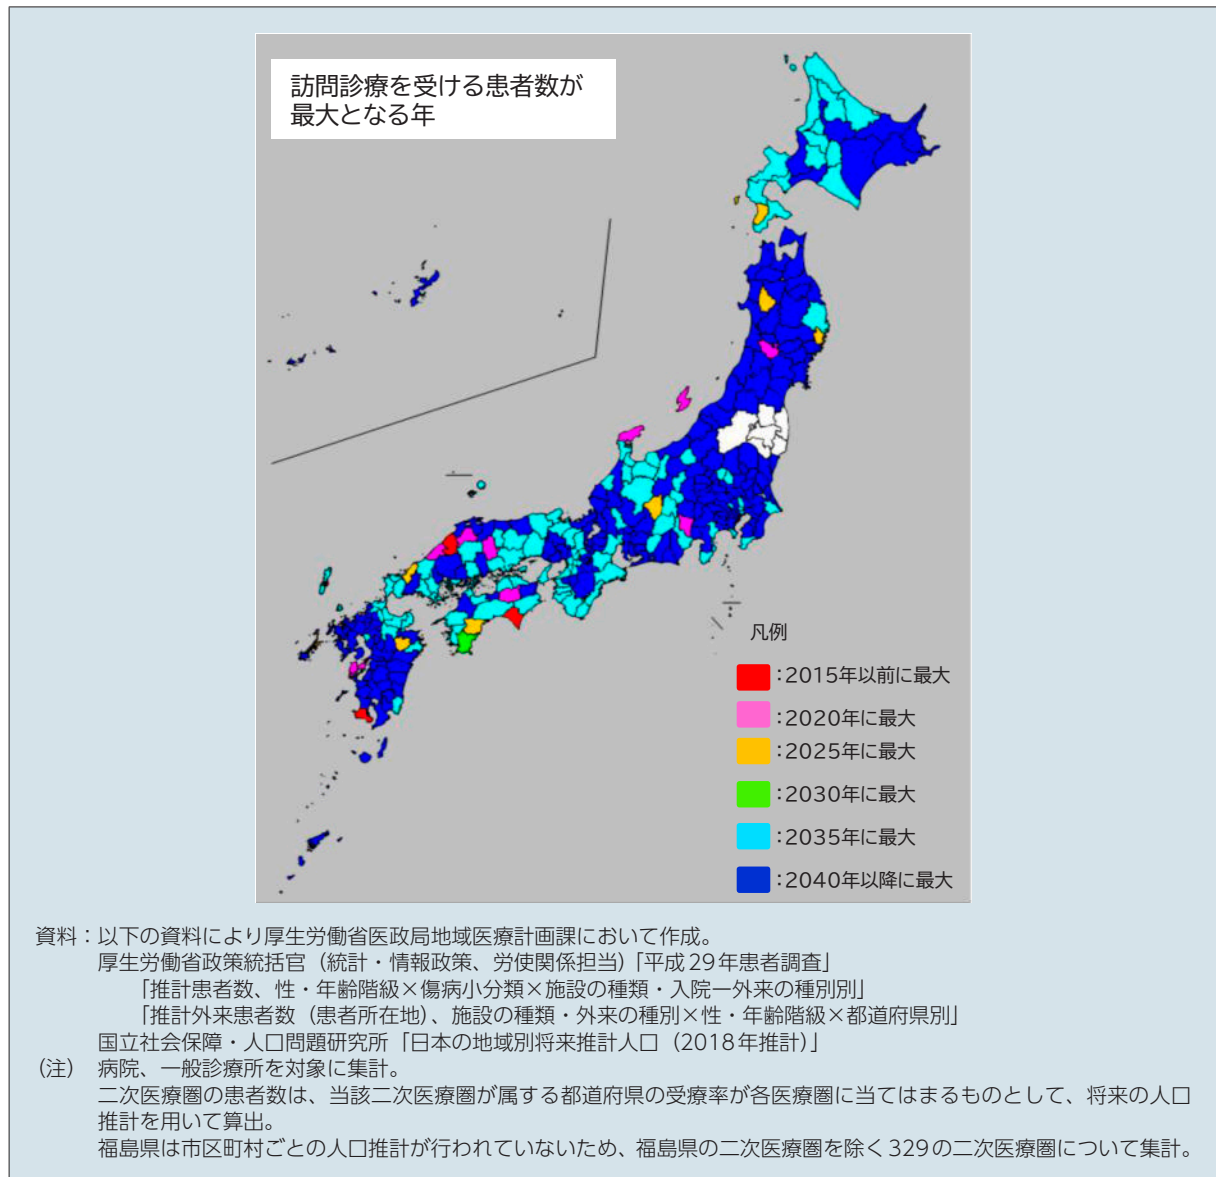 訪問診療を受ける患者数が
最大となる年
凡例
：2015年以前に最大
：2020年に最大
：2025年に最大
：2030年に最大
：2035年に最大
：2040年以降に最大
資料：以下の資料により厚生労働省医政局地域医療計画課において作成。
厚生労働省政策統括官（統計・情報政策、労使関係担当）「平成29年患者調査」
「推計患者数、性・年齢階級×傷病小分類×施設の種類・入院ー外来の種別別」
「推計外来患者数（患者所在地）、施設の種類・外来の種別×性・年齢階級×都道府県別」
国立社会保障・人口問題研究所「日本の地域別将来推計人口（2018年推計）」
（注） 病院、一般診療所を対象に集計。
二次医療圏の患者数は、当該二次医療圏が属する都道府県の受療率が各医療圏に当てはまるものとして、将来の人口
推計を用いて算出。
福島県は市区町村ごとの人口推計が行われていないため、福島県の二次医療圏を除く329の二次医療圏について集計。